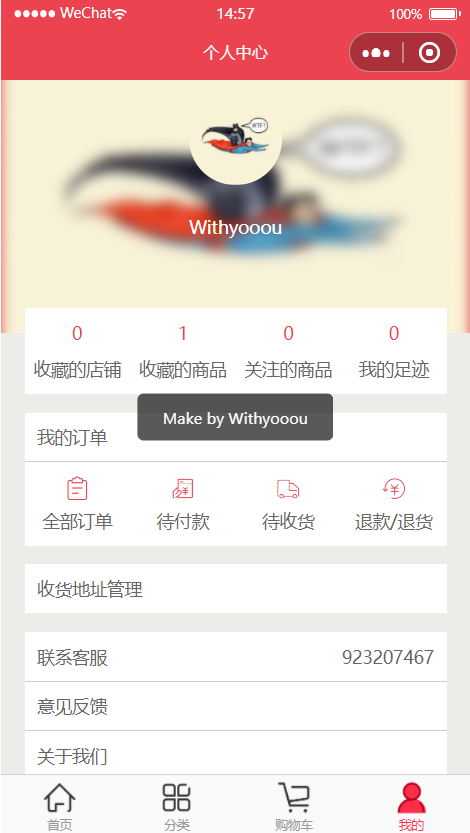 WeChat 14:57 100%
个人中心
WTF?
Withyooou
0 1 0 0
收藏的店铺 收藏的商品 关注的商品 我的足迹
Make by Withyooou
我的订单
全部订单 待付款 待收货 退款/退货
收货地址管理
联系客服 923207467
意见反馈
关于我们
首页 分类 购物车 我的